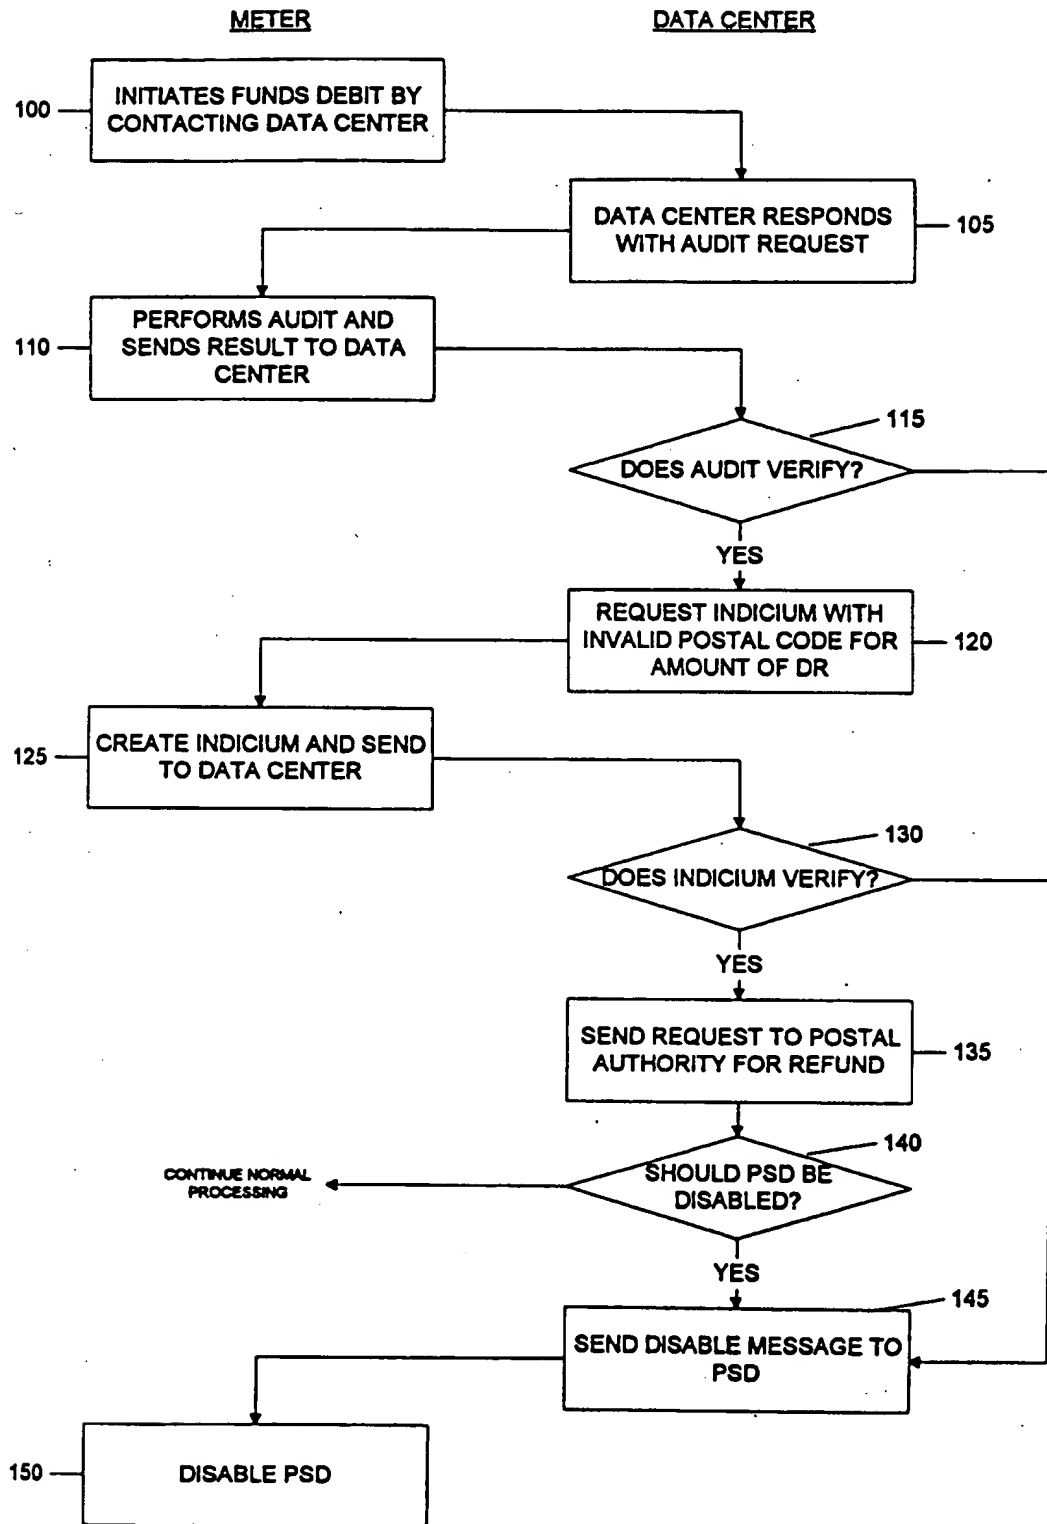 METER
DATA CENTER
100
INITIATES FUNDS DEBIT BY
CONTACTING DATA CENTER
DATA CENTER RESPONDS
WITH AUDIT REQUEST
105
110
PERFORMS AUDIT AND
SENDS RESULT TO DATA
CENTER
115
DOES AUDIT VERIFY?
YES
REQUEST INDICIUM WITH
INVALID POSTAL CODE FOR
AMOUNT OF DR
120
125
CREATE INDICIUM AND SEND
TO DATA CENTER
130
DOES INDICIUM VERIFY?
YES
SEND REQUEST TO POSTAL
AUTHORITY FOR REFUND
135
140
SHOULD PSD BE
DISABLED?
CONTINUE NORMAL
PROCESSING
YES
145
SEND DISABLE MESSAGE TO
PSD
150
DISABLE PSD